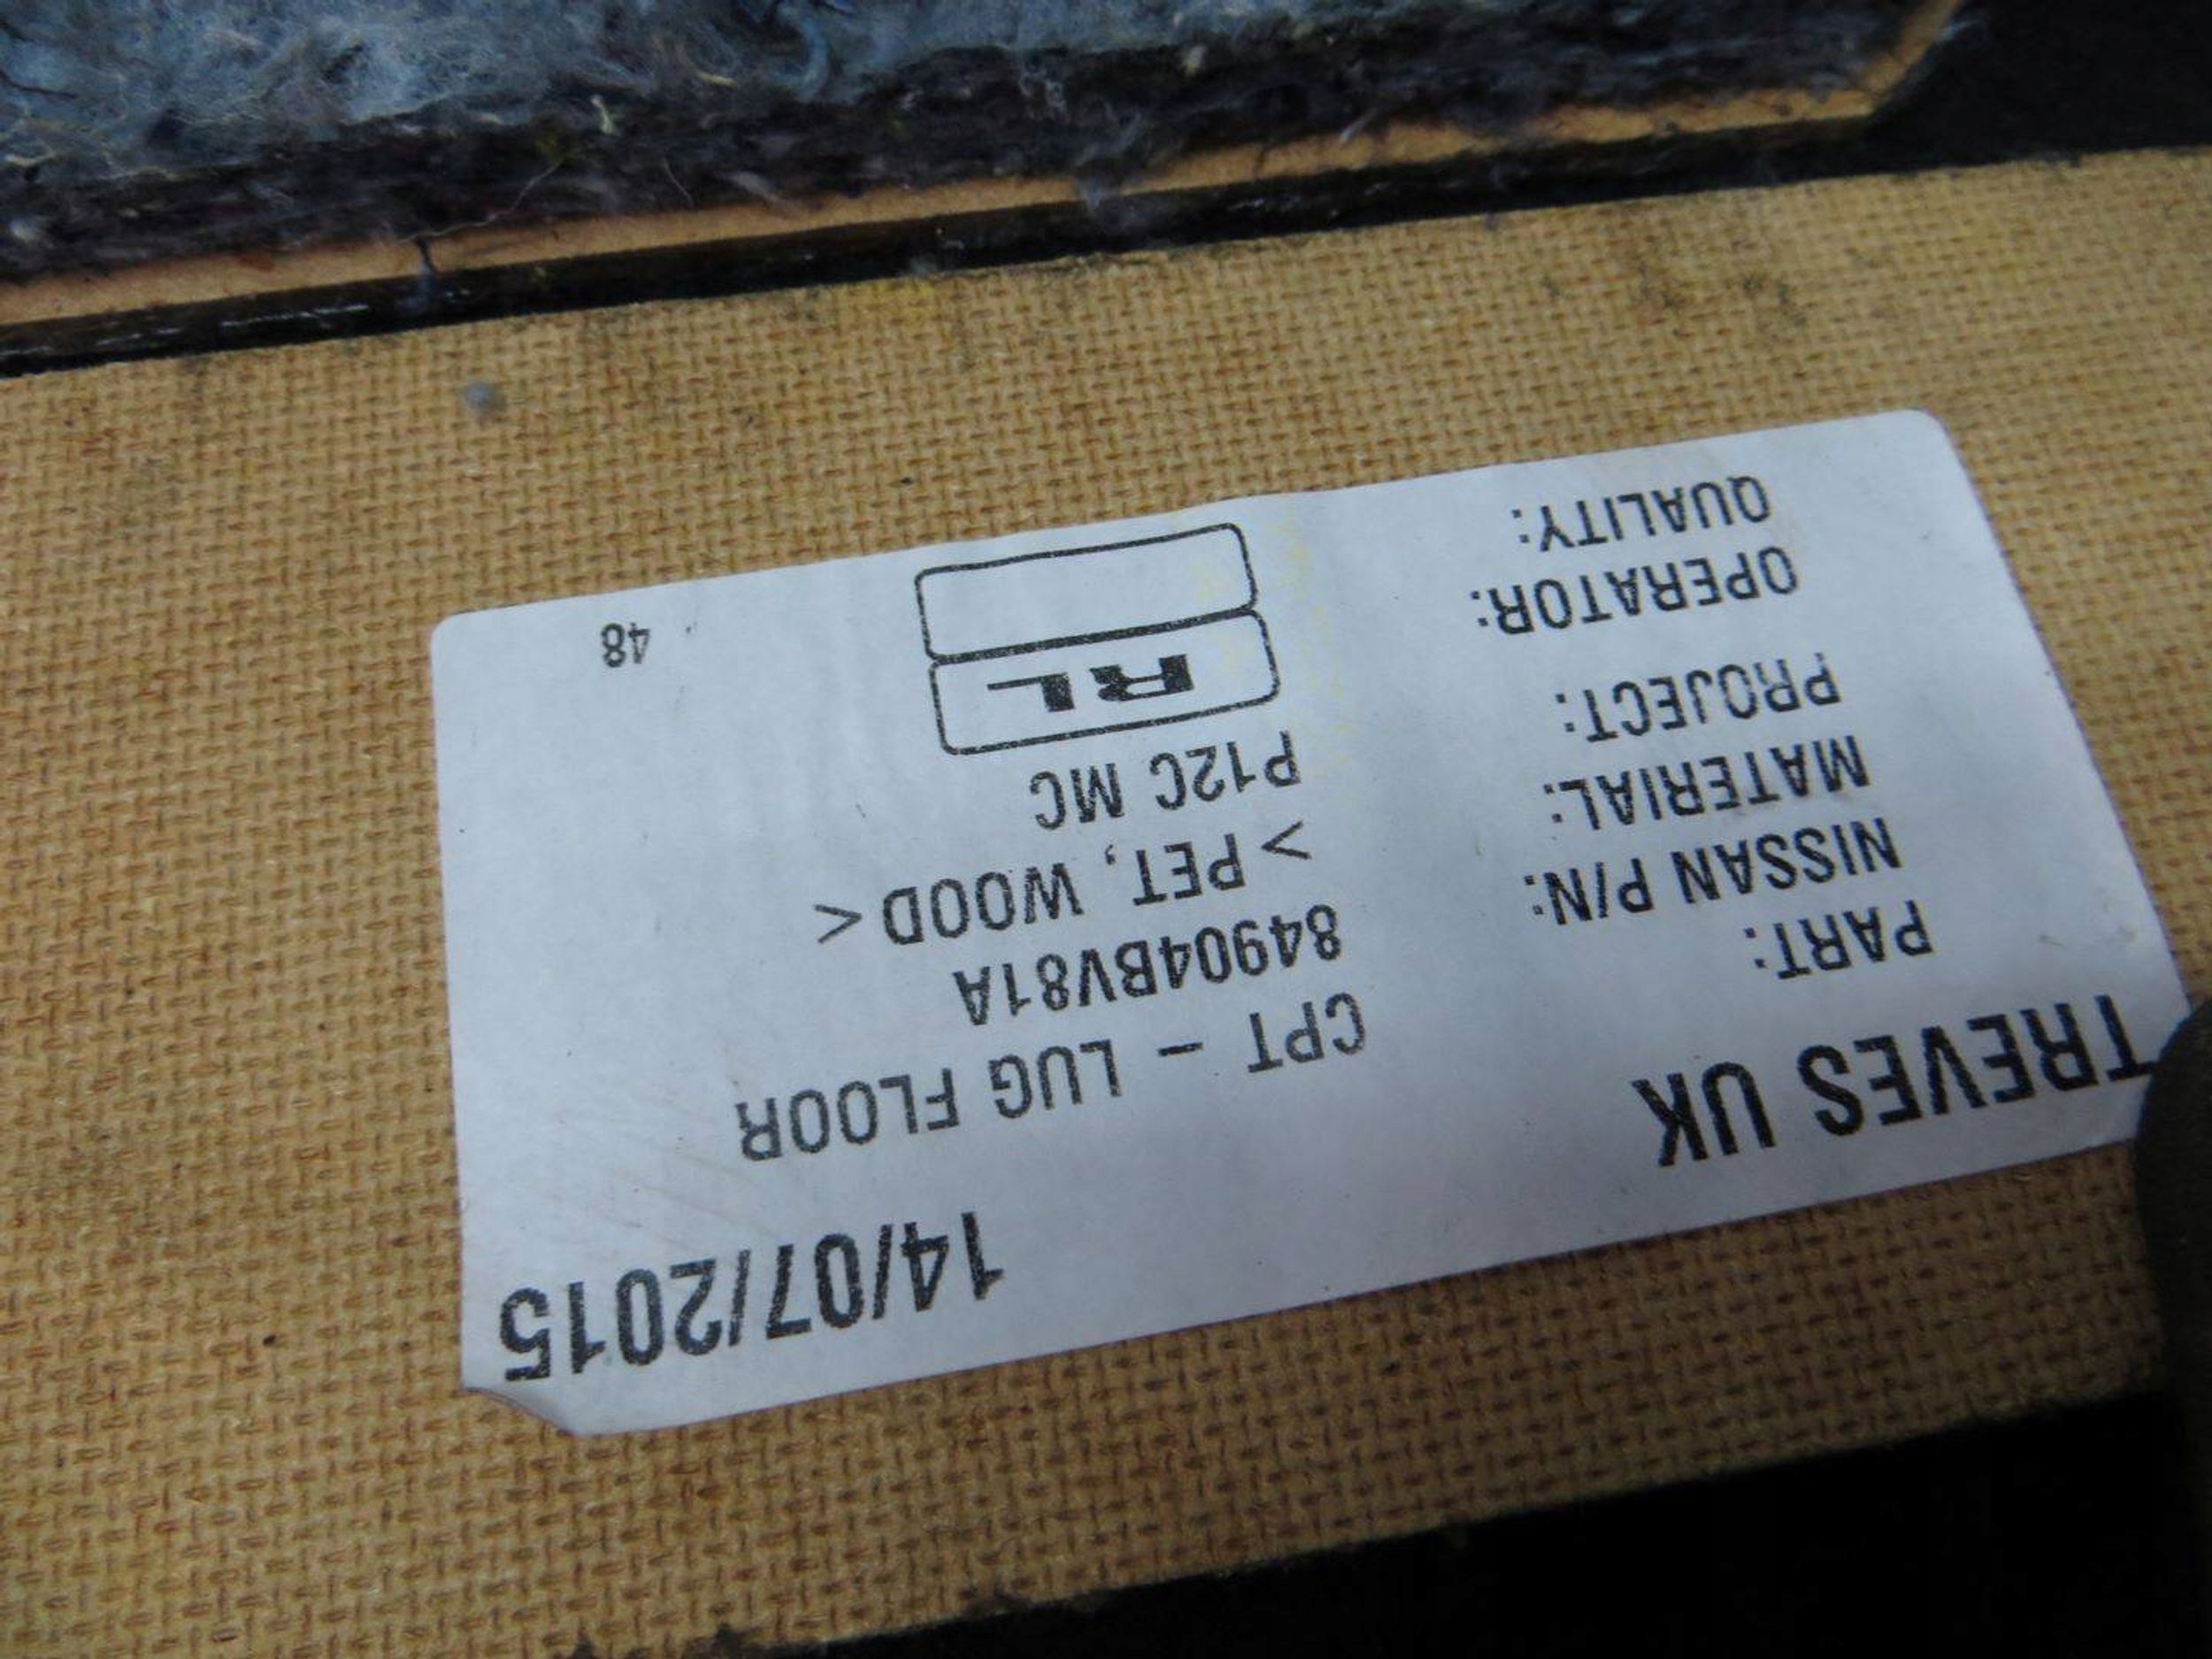 TREVES UK 14/07/2015
PART: CPT - LUG FLOOR
NISSAN P/N: 84904BV81A
MATERIAL: > PET, WOOD <
PROJECT: P12C MC
OPERATOR: RL
QUALITY:
48